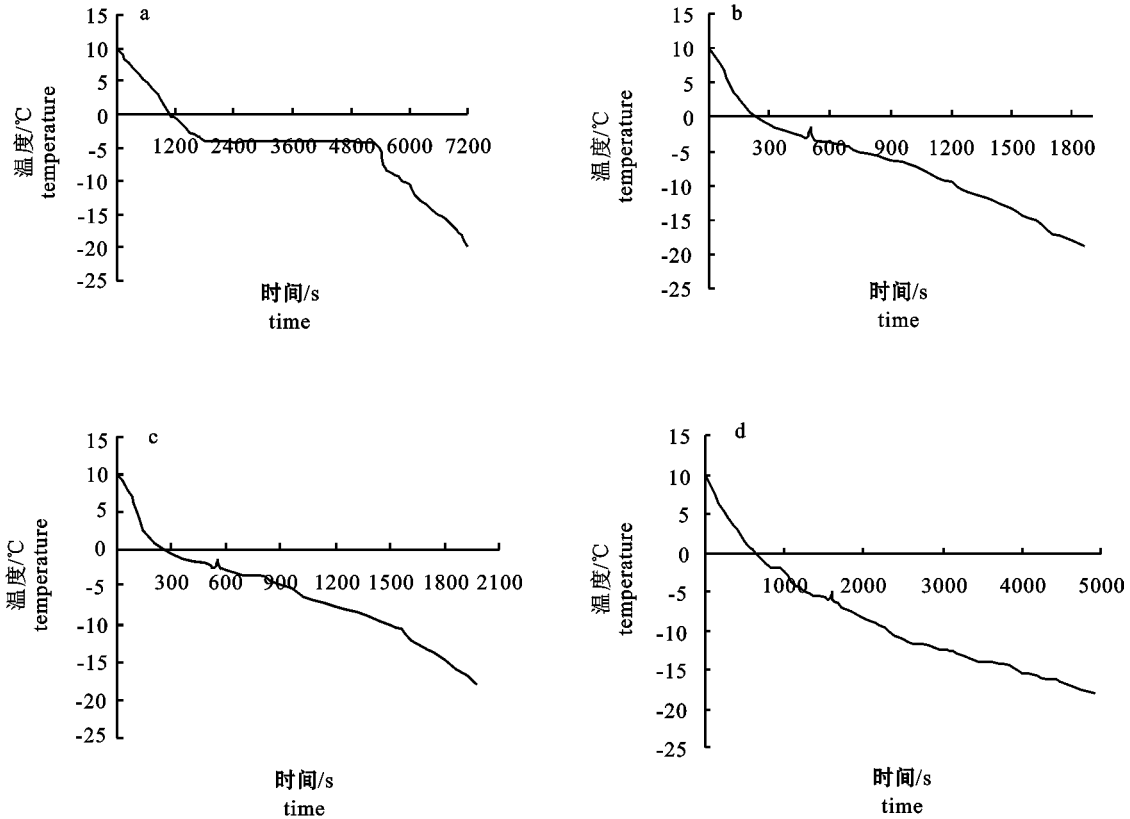 a
15
10
5
0
-5
-10
-15
-20
-25
1200 2400 3600 4800 6000 7200
温度/℃
temperature
时间/s
time
b
15
10
5
0
-5
-10
-15
-20
-25
300 600 900 1200 1500 1800
温度/℃
temperature
时间/s
time
c
15
10
5
0
-5
-10
-15
-20
-25
300 600 900 1200 1500 1800 2100
温度/℃
temperature
时间/s
time
d
15
10
5
0
-5
-10
-15
-20
-25
1000 2000 3000 4000 5000
温度/℃
temperature
时间/s
time